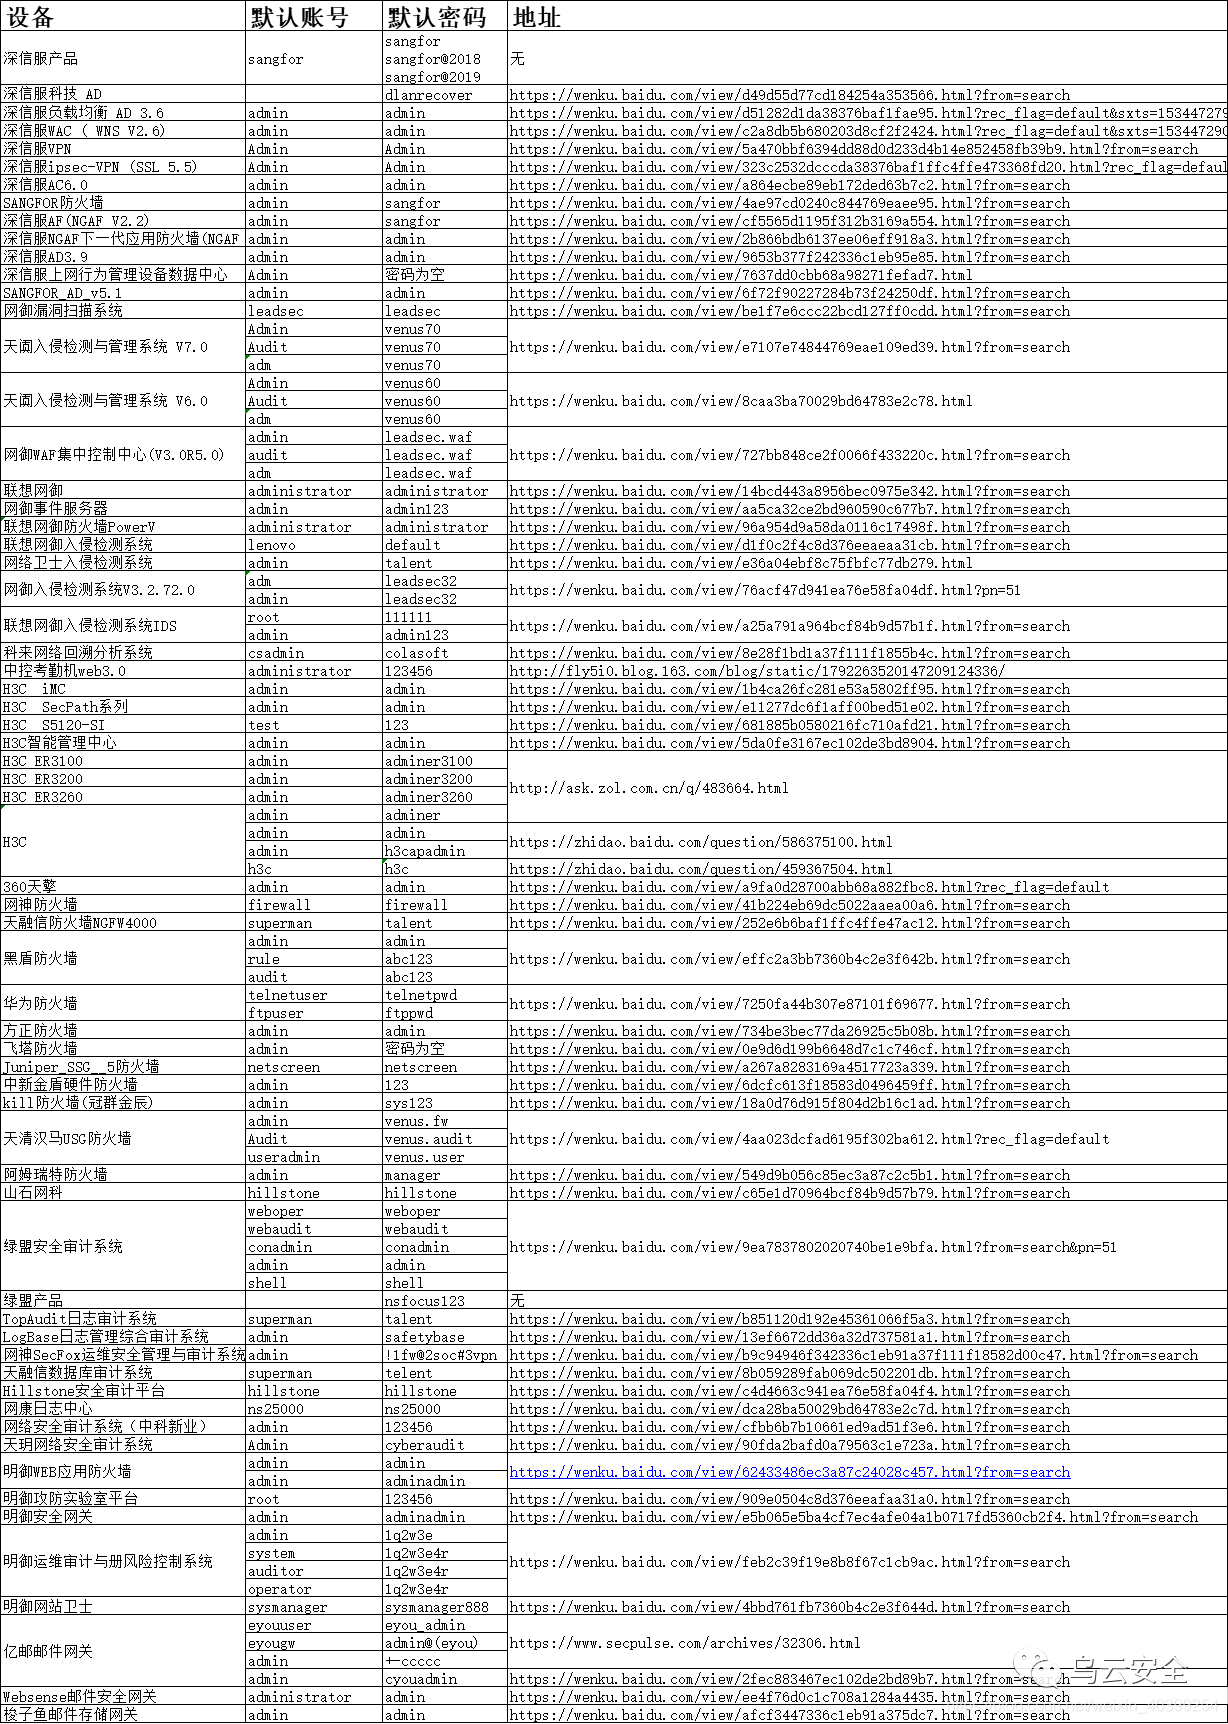 设备 默认账号 默认密码 地址
深信服产品 sangfor sangfor 无
sangfor@2018
sangfor@2019
深信服科技 AD dlanrecover https://wenku.baidu.com/view/d49d55d77cd184254a353566.html?from=search
深信服负载均衡 AD 3.6 admin admin https://wenku.baidu.com/view/d51282d1da38376baf1fae95.html?rec_flag=default&sxts=153447279
深信服WAC ( WNS V2.6) admin admin https://wenku.baidu.com/view/c2a8db5b680203d8cf2f2424.html?rec_flag=default&sxts=153447290
深信服VPN Admin Admin https://wenku.baidu.com/view/5a470bbf6394dd88d0d233d4b14e852458fb39b9.html?from=search
深信服ipsec-VPN (SSL 5.5) Admin Admin https://wenku.baidu.com/view/323c2532dcccda38376baf1ffc4ffe473368fd20.html?rec_flag=defaul
深信服AC6.0 admin admin https://wenku.baidu.com/view/a864ecbe89eb172ded63b7c2.html?from=search
SANGFOR防火墙 admin sangfor https://wenku.baidu.com/view/4ae97cd0240c844769eaee95.html?from=search
深信服AF(NGAF V2.2) admin sangfor https://wenku.baidu.com/view/cf5565d1195f312b3169a554.html?from=search
深信服NGAF下一代应用防火墙(NGAF admin admin https://wenku.baidu.com/view/2b866bdb6137ee06eff918a3.html?from=search
深信服AD3.9 admin admin https://wenku.baidu.com/view/9653b377f242336c1eb95e85.html?from=search
深信服上网行为管理设备数据中心 Admin 密码为空 https://wenku.baidu.com/view/7637dd0cbb68a98271fefad7.html
SANGFOR_AD_v5.1 admin admin https://wenku.baidu.com/view/6f72f90227284b73f24250df.html?from=search
网御漏洞扫描系统 leadsec leadsec https://wenku.baidu.com/view/be1f7e6ccc22bcd127ff0cdd.html?from=search
天阗入侵检测与管理系统 V7.0 Admin venus70 https://wenku.baidu.com/view/e7107e74844769eae109ed39.html?from=search
Audit venus70
adm venus70
天阗入侵检测与管理系统 V6.0 Admin venus60 https://wenku.baidu.com/view/8caa3ba70029bd64783e2c78.html
Audit venus60
adm venus60
网御WAF集中控制中心(V3.0R5.0) admin leadsec.waf https://wenku.baidu.com/view/727bb848ce2f0066f433220c.html?from=search
audit leadsec.waf
adm leadsec.waf
联想网御 administrator administrator https://wenku.baidu.com/view/14bcd443a8956bec0975e342.html?from=search
网御事件服务器 admin admin123 https://wenku.baidu.com/view/aa5ca32ce2bd960590c677b7.html?from=search
联想网御防火墙PowerV administrator administrator https://wenku.baidu.com/view/96a954d9a58da0116c17498f.html?from=search
联想网御入侵检测系统 lenovo default https://wenku.baidu.com/view/d1f0c2f4c8d376eeaeaa31cb.html?from=search
网络卫士入侵检测系统 admin talent https://wenku.baidu.com/view/e36a04ebf8c75fbfc77db279.html
网御入侵检测系统V3.2.72.0 adm leadsec32 https://wenku.baidu.com/view/76acf47d941ea76e58fa04df.html?pn=51
admin leadsec32
联想网御入侵检测系统IDS root 111111 https://wenku.baidu.com/view/a25a791a964bcf84b9d57b1f.html?from=search
admin admin123
科来网络回溯分析系统 csadmin colasoft https://wenku.baidu.com/view/8e28f1bd1a37f111f1855b4c.html?from=search
中控考勤机web3.0 administrator 123456 http://fly5i0.blog.163.com/blog/static/1792263520147209124336/
H3C iMC admin admin https://wenku.baidu.com/view/1b4ca26fc281e53a5802ff95.html?from=search
H3C SecPath系列 admin admin https://wenku.baidu.com/view/e11277dc6f1aff00bed51e02.html?from=search
H3C S5120-SI test 123 https://wenku.baidu.com/view/681885b0580216fc710afd21.html?from=search
H3C智能管理中心 admin admin https://wenku.baidu.com/view/5da0fe3167ec102de3bd8904.html?from=search
H3C ER3100 admin adminer3100 http://ask.zol.com.cn/q/483664.html
H3C ER3200 admin adminer3200
H3C ER3260 admin adminer3260
H3C admin adminer
admin admin https://zhidao.baidu.com/question/586375100.html
admin h3capadmin
h3c h3c https://zhidao.baidu.com/question/459367504.html
360天擎 admin admin https://wenku.baidu.com/view/a9fa0d28700abb68a882fbc8.html?rec_flag=default
网神防火墙 firewall firewall https://wenku.baidu.com/view/41b224eb69dc5022aaea00a6.html?from=search
天融信防火墙NGFW4000 superman talent https://wenku.baidu.com/view/252e6b6baf1ffc4ffe47ac12.html?from=search
黑盾防火墙 admin admin https://wenku.baidu.com/view/effc2a3bb7360b4c2e3f642b.html?from=search
rule abc123
audit abc123
华为防火墙 telnetuser telnetpwd https://wenku.baidu.com/view/7250fa44b307e87101f69677.html?from=search
ftpuser ftppwd
方正防火墙 admin admin https://wenku.baidu.com/view/734be3bec77da26925c5b08b.html?from=search
飞塔防火墙 admin 密码为空 https://wenku.baidu.com/view/0e9d6d199b6648d7c1c746cf.html?from=search
Juniper_SSG__5防火墙 netscreen netscreen https://wenku.baidu.com/view/a267a8283169a4517723a339.html?from=search
中新金盾硬件防火墙 admin 123 https://wenku.baidu.com/view/6dcfc613f18583d0496459ff.html?from=search
kill防火墙(冠群金辰) admin sys123 https://wenku.baidu.com/view/18a0d76d915f804d2b16c1ad.html?from=search
天清汉马USG防火墙 admin venus.fw https://wenku.baidu.com/view/4aa023dcfad6195f302ba612.html?rec_flag=default
Audit venus.audit
useradmin venus.user
阿姆瑞特防火墙 admin manager https://wenku.baidu.com/view/549d9b056c85ec3a87c2c5b1.html?from=search
山石网科 hillstone hillstone https://wenku.baidu.com/view/c65e1d70964bcf84b9d57b79.html?from=search
绿盟安全审计系统 weboper weboper https://wenku.baidu.com/view/9ea7837802020740be1e9bfa.html?from=search&pn=51
webaudit webaudit
conadmin conadmin
admin admin
shell shell
绿盟产品 nsfocus123 无
TopAudit日志审计系统 superman talent https://wenku.baidu.com/view/b851120d192e45361066f5a3.html?from=search
LogBase日志管理综合审计系统 admin safetybase https://wenku.baidu.com/view/13ef6672dd36a32d737581a1.html?from=search
网神SecFox运维安全管理与审计系统 admin !1fw@2soc#3vpn https://wenku.baidu.com/view/b9c94946f342336c1eb91a37f111f18582d00c47.html?from=search
天融信数据库审计系统 superman telent https://wenku.baidu.com/view/8b059289fab069dc502201db.html?from=search
Hillstone安全审计平台 hillstone hillstone https://wenku.baidu.com/view/c4d4663c941ea76e58fa04f4.html?from=search
网康日志中心 ns25000 ns25000 https://wenku.baidu.com/view/dca28ba50029bd64783e2c7d.html?from=search
网络安全审计系统（中科新业） admin 123456 https://wenku.baidu.com/view/cfbb6b7b10661ed9ad51f3e6.html?from=search
天玥网络安全审计系统 Admin cyberaudit https://wenku.baidu.com/view/90fda2bafd0a79563c1e723a.html?from=search
明御WEB应用防火墙 admin admin https://wenku.baidu.com/view/62433486ec3a87c24028c457.html?from=search
admin adminadmin
明御攻防实验室平台 root 123456 https://wenku.baidu.com/view/909e0504c8d376eeafaa31a0.html?from=search
明御安全网关 admin adminadmin https://wenku.baidu.com/view/e5b065e5ba4cf7ec4afe04a1b0717fd5360cb2f4.html?from=search
明御运维审计与册风险控制系统 admin 1q2w3e https://wenku.baidu.com/view/feb2c39f19e8b8f67c1cb9ac.html?from=search
system 1q2w3e4r
auditor 1q2w3e4r
operator 1q2w3e4r
明御网站卫士 sysmanager sysmanager888 https://wenku.baidu.com/view/4bbd761fb7360b4c2e3f644d.html?from=search
亿邮邮件网关 eyouuser eyou_admin https://www.secpulse.com/archives/32306.html
eyougw admin@(eyou)
admin +-ccccc
admin cyouadmin https://wenku.baidu.com/view/2fec883467ec102de2bd89b7.html?from=search
Websense邮件安全网关 administrator admin https://wenku.baidu.com/view/ee4f76d0c1c708a1284a4435.html?from=search
梭子鱼邮件存储网关 admin admin https://wenku.baidu.com/view/afcf3447336c1eb91a375dc7.html?from=search
乌云安全